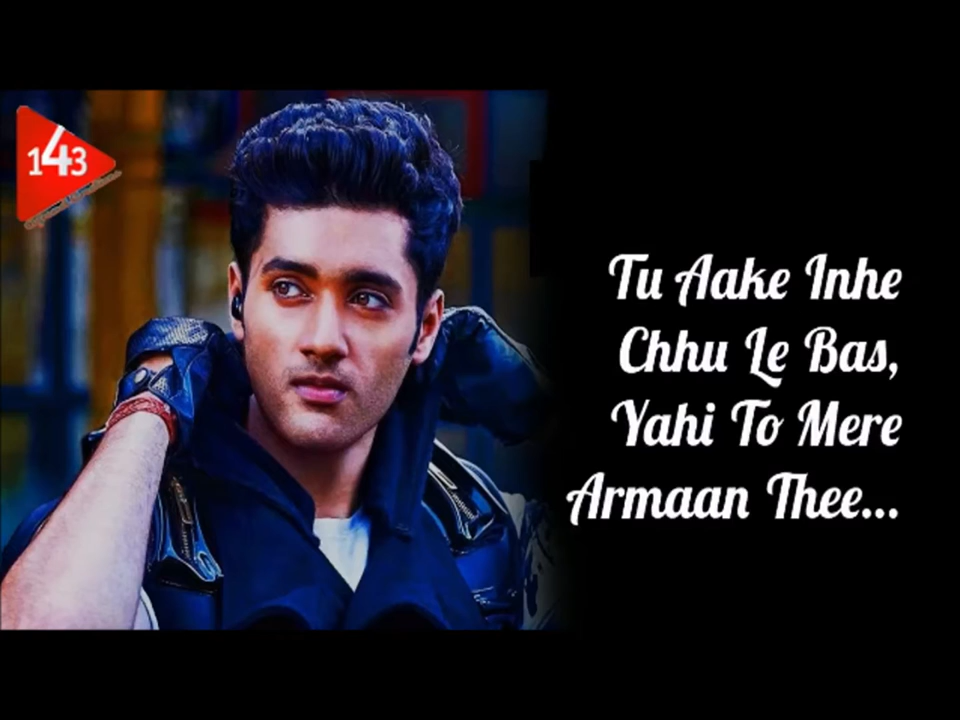 143
Tu Aake Inhe
Chhu Le Bas,
Yahi To Mere
Armaan Thee...